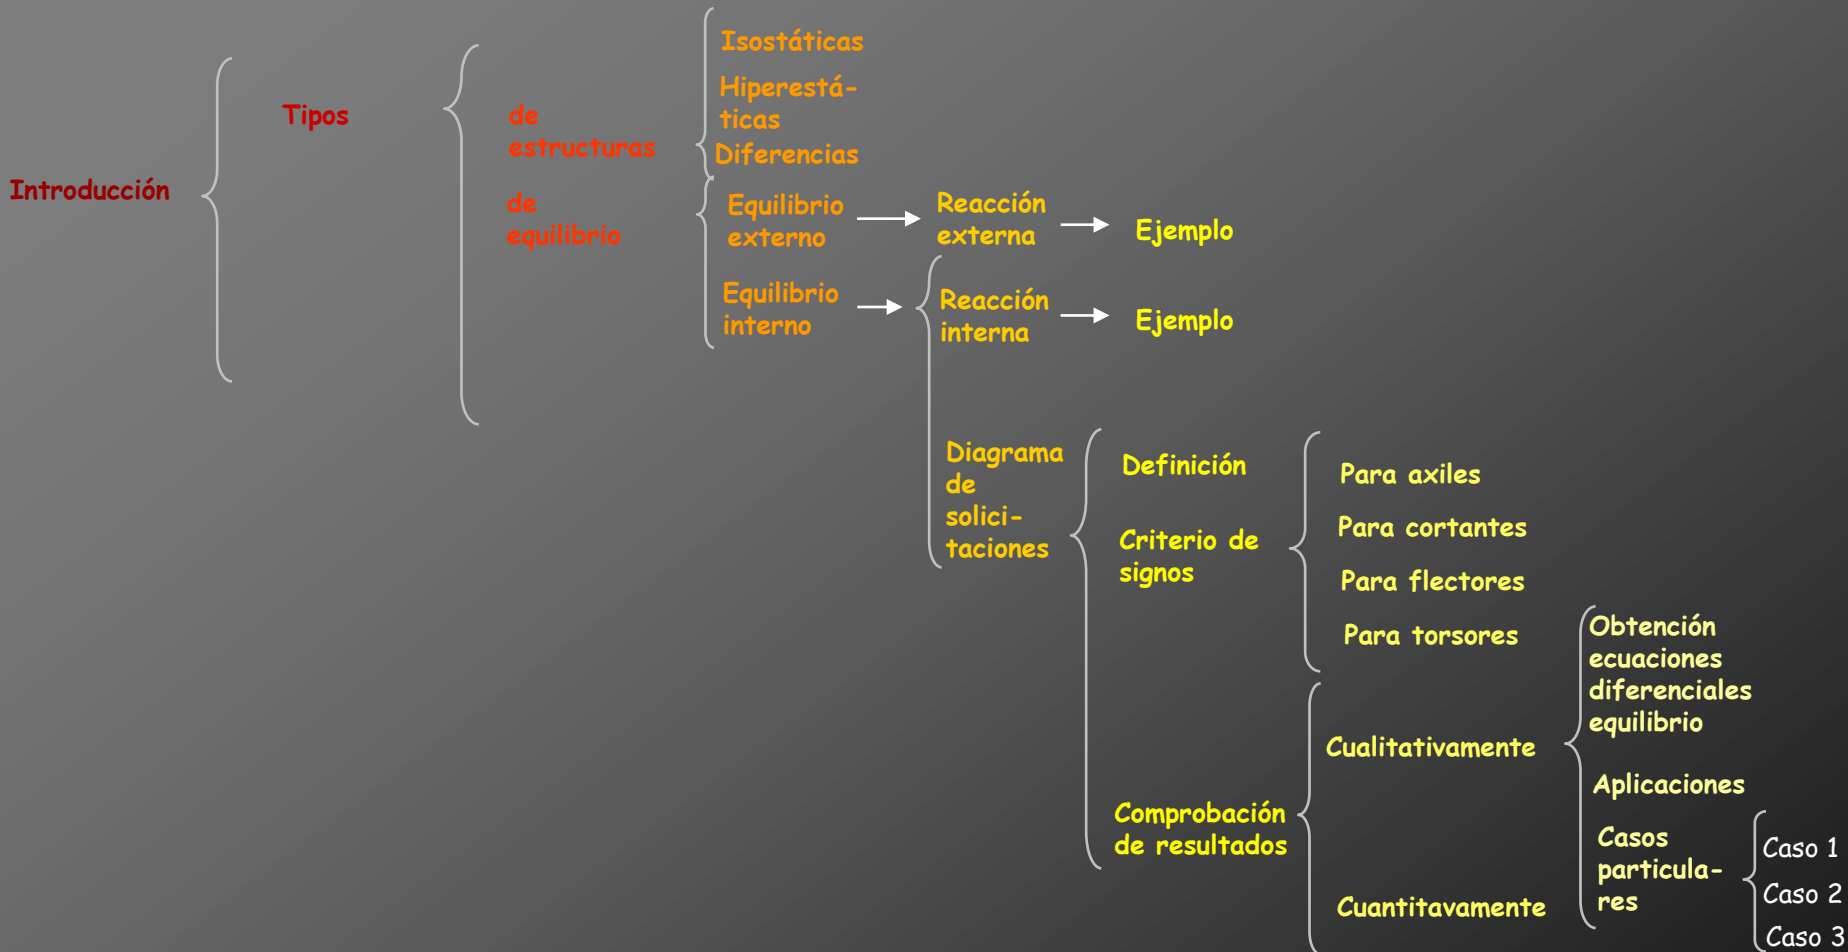 Introducción
Tipos
de
estructuras
Isostáticas
Hiperestá-
ticas
Diferencias
de
equilibrio
Equilibrio
externo
Reacción
externa
Ejemplo
Equilibrio
interno
Reacción
interna
Ejemplo
Diagrama
de
solici-
taciones
Definición
Criterio de
signos
Para axiles
Para cortantes
Para flectores
Para torsores
Comprobación
de resultados
Cualitativamente
Obtención
ecuaciones
diferenciales
equilibrio
Aplicaciones
Casos
particula-
res
Caso 1
Caso 2
Caso 3
Cuantitavamente